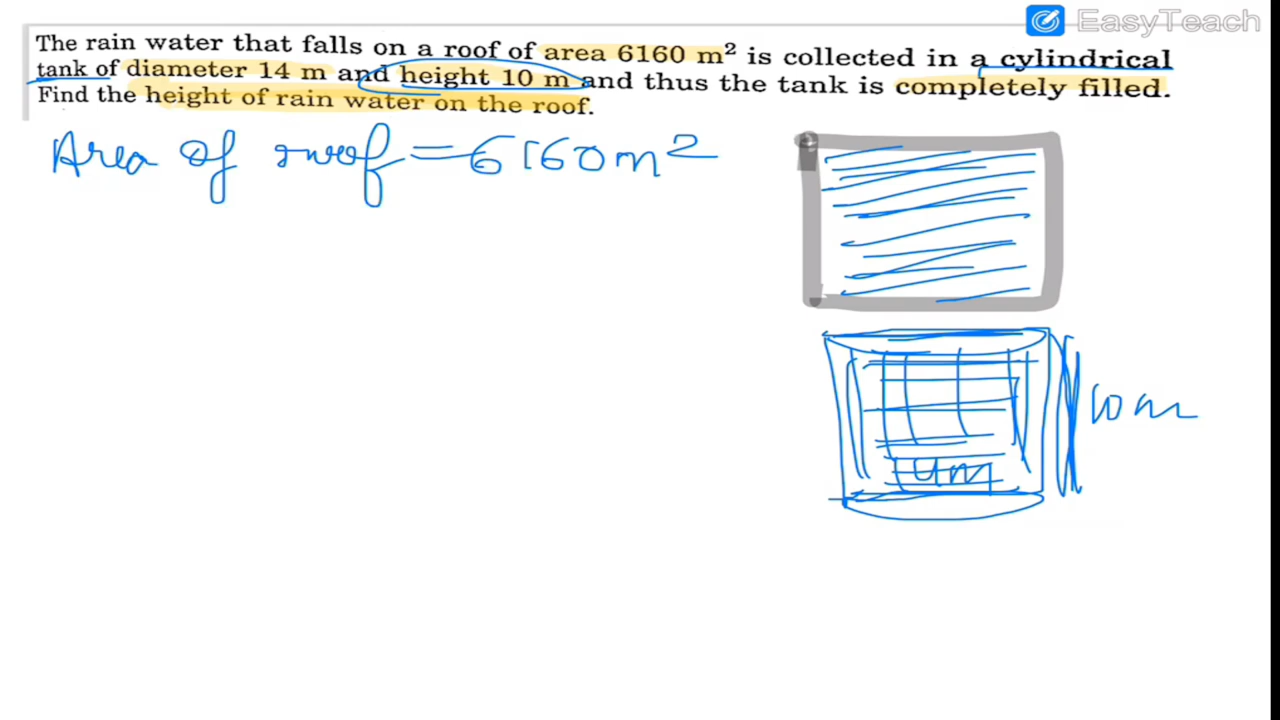 EasyTeach
The rain water that falls on a roof of area 6160 m² is collected in a cylindrical
tank of diameter 14 m and height 10 m and thus the tank is completely filled.
Find the height of rain water on the roof.
Area of roof = 6160 m²
10 m